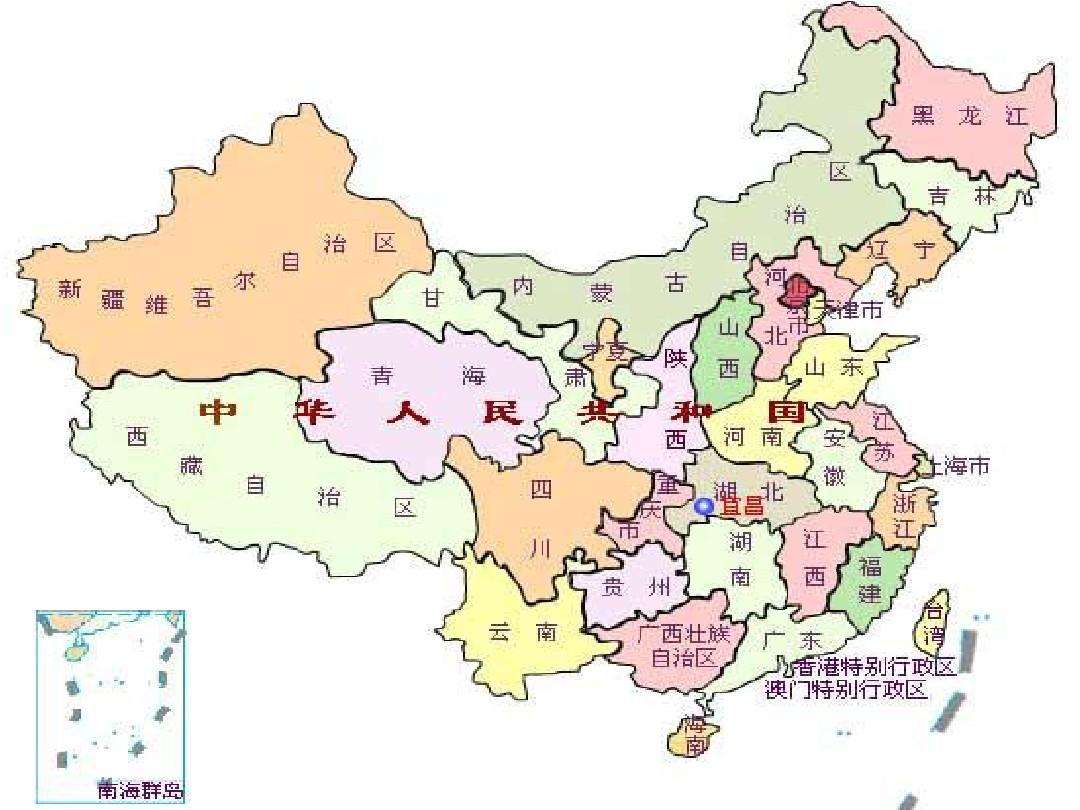 黑龙江
吉林
辽宁
内蒙古自治区
新疆维吾尔自治区
甘肃
河北
北京市
天津市
山西
宁夏
陕西
山东
青海
中华人民共和国
西藏自治区
河南
江苏
安徽
上海市
四川
重庆市
湖北
宜昌
浙江
湖南
江西
福建
贵州
云南
广西壮族
自治区
广东
台湾
香港特别行政区
澳门特别行政区
海南
南海群岛